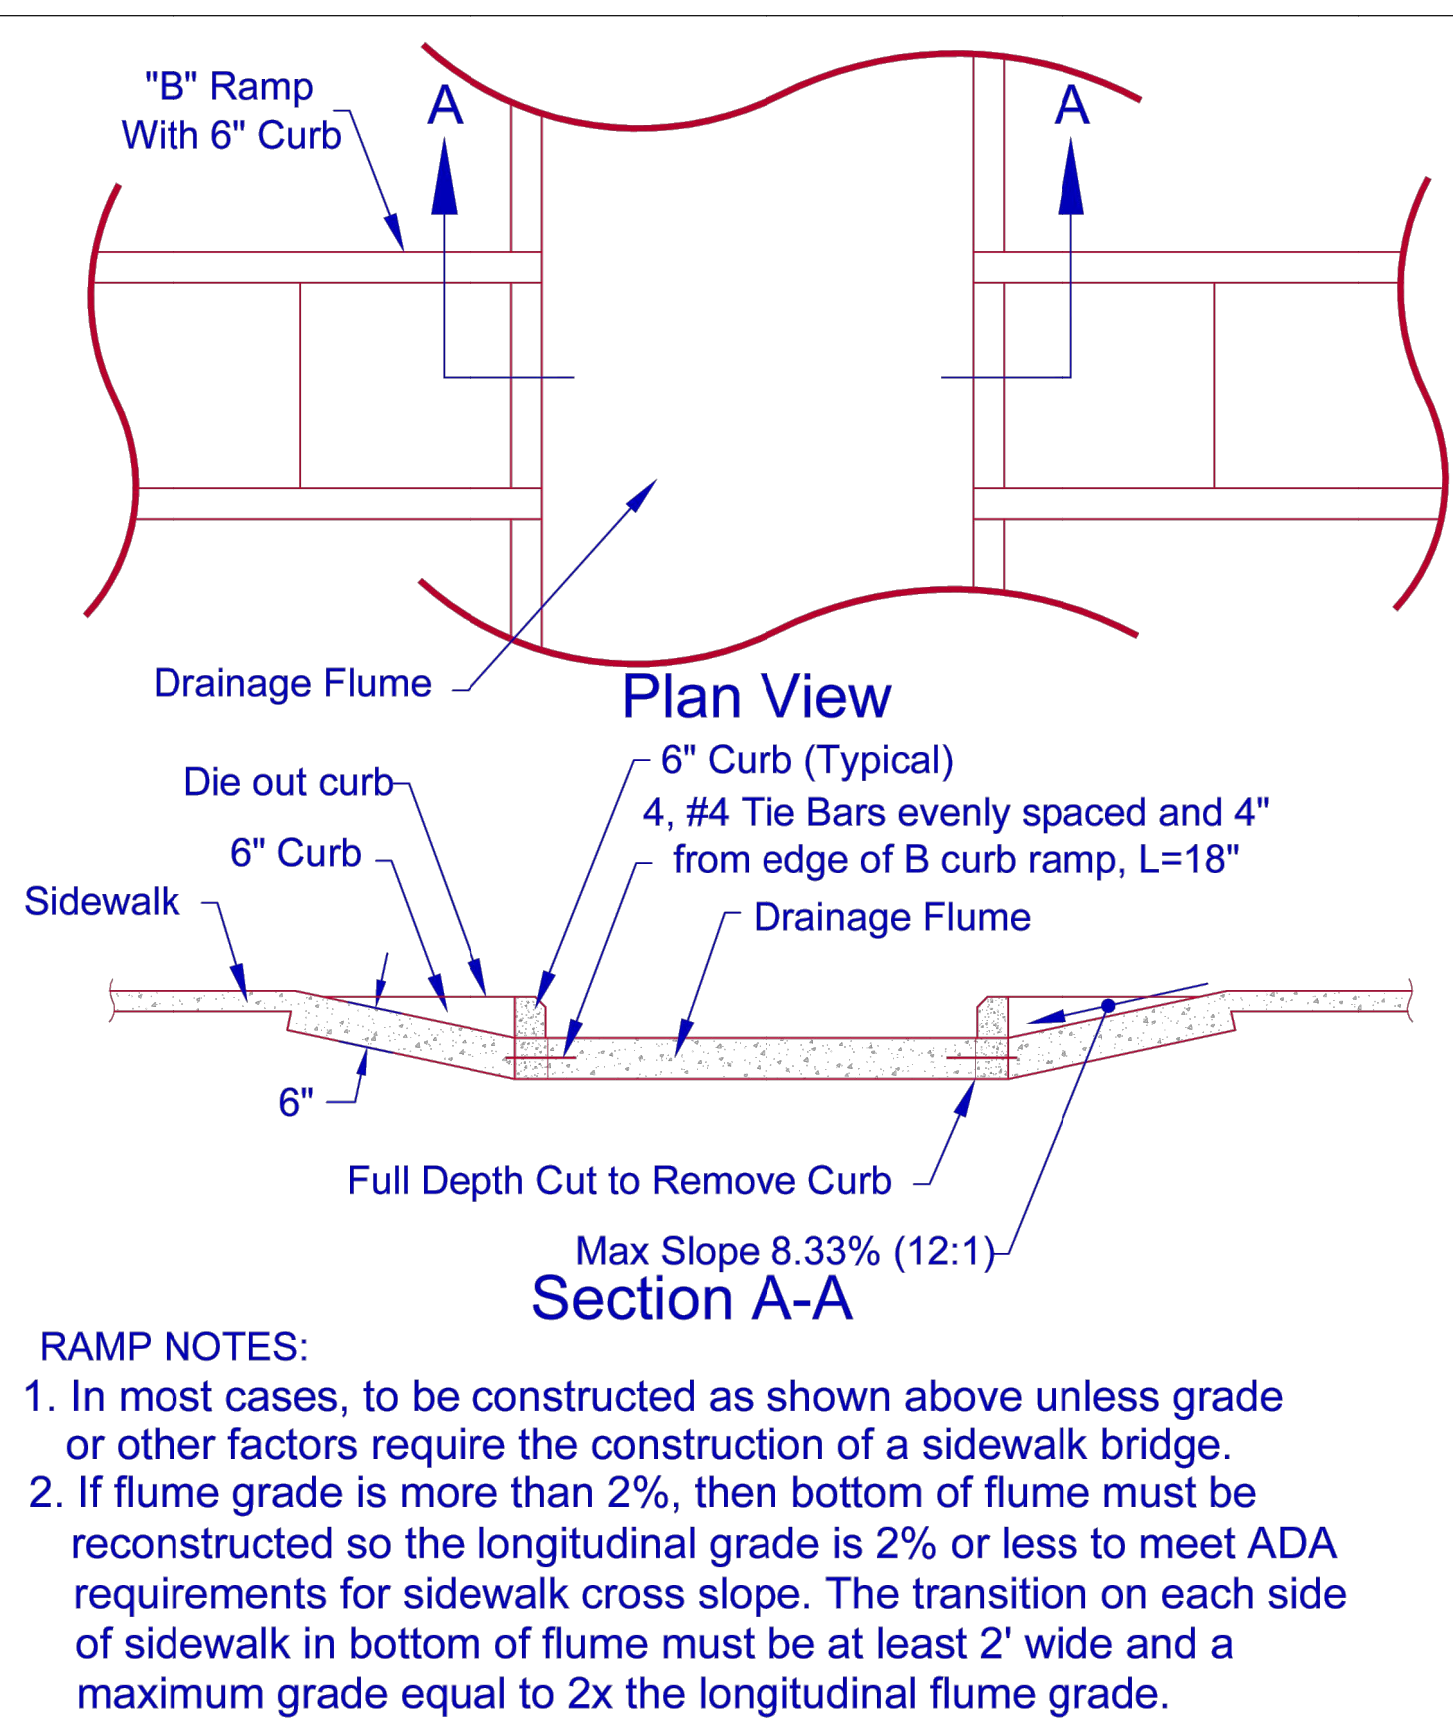 "B" Ramp
With 6" Curb
A
A
Drainage Flume
Plan View
6" Curb (Typical)
Die out curb
4, #4 Tie Bars evenly spaced and 4"
6" Curb
from edge of B curb ramp, L=18"
Sidewalk
Drainage Flume
6"
Full Depth Cut to Remove Curb
Max Slope 8.33% (12:1)
Section A-A
RAMP NOTES:
1. In most cases, to be constructed as shown above unless grade
or other factors require the construction of a sidewalk bridge.
2. If flume grade is more than 2%, then bottom of flume must be
reconstructed so the longitudinal grade is 2% or less to meet ADA
requirements for sidewalk cross slope. The transition on each side
of sidewalk in bottom of flume must be at least 2' wide and a
maximum grade equal to 2x the longitudinal flume grade.